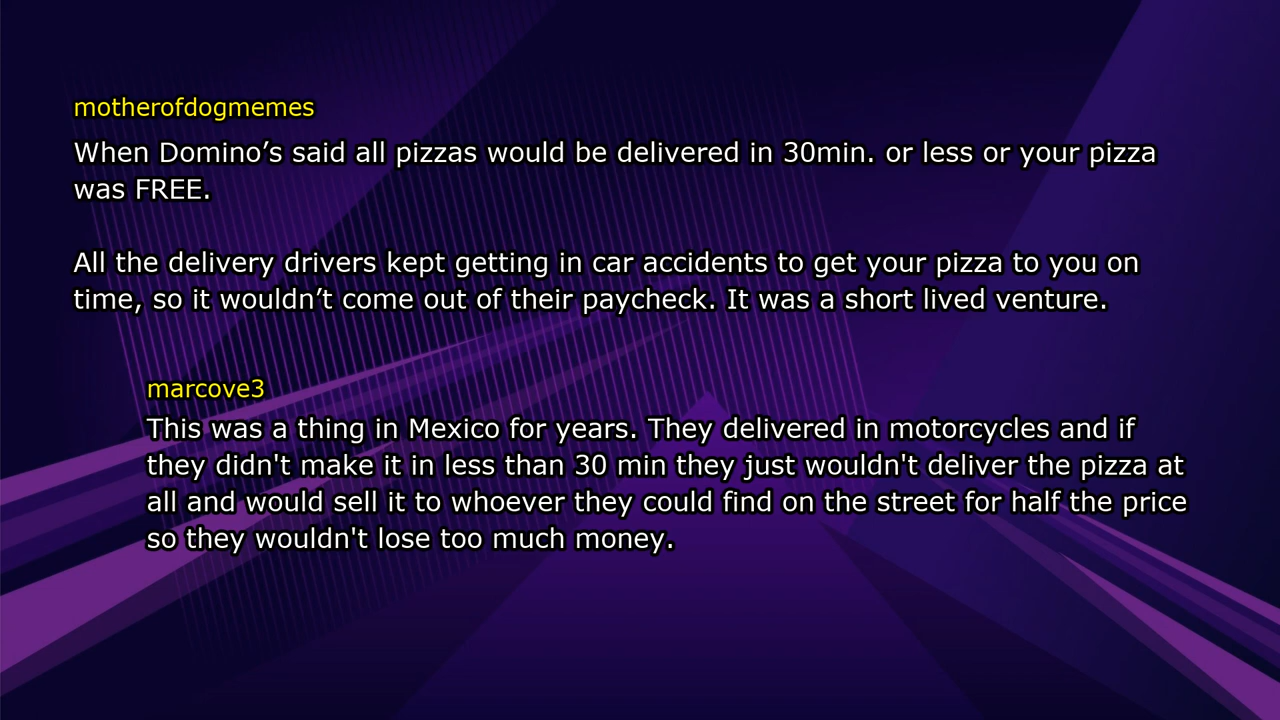 motherofdogmemes
When Domino’s said all pizzas would be delivered in 30min. or less or your pizza
was FREE.
All the delivery drivers kept getting in car accidents to get your pizza to you on
time, so it wouldn’t come out of their paycheck. It was a short lived venture.
marcove3
This was a thing in Mexico for years. They delivered in motorcycles and if
they didn't make it in less than 30 min they just wouldn't deliver the pizza at
all and would sell it to whoever they could find on the street for half the price
so they wouldn't lose too much money.